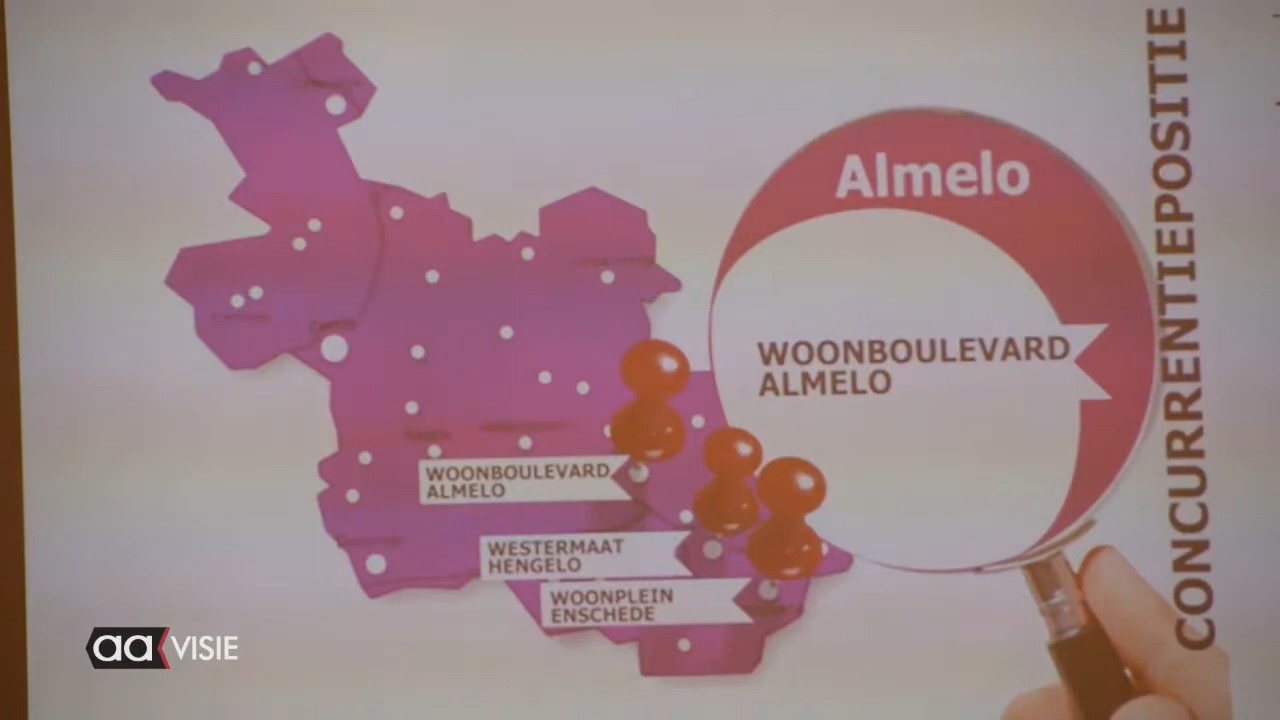 Almelo
WOONBOULEVARD
ALMELO
WOONBOULEVARD
ALMELO
WESTERMAAT
HENGELO
WOONPLEIN
ENSCHEDE
CONCURRENTIEPOSITIE
aa VISIE